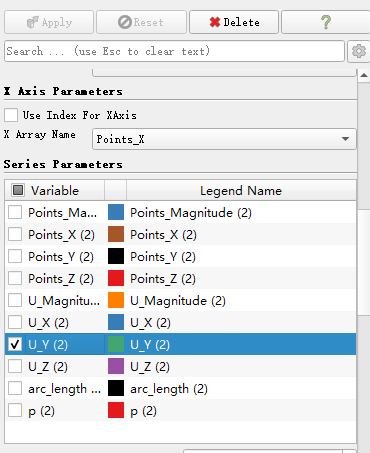 Apply Reset Delete ?
Search ... (use Esc to clear text)
X Axis Parameters
Use Index For XAxis
X Array Name Points_X
Series Parameters
Variable Legend Name
Points_Ma... Points_Magnitude (2)
Points_X (2) Points_X (2)
Points_Y (2) Points_Y (2)
Points_Z (2) Points_Z (2)
U_Magnitu... U_Magnitude (2)
U_X (2) U_X (2)
U_Y (2) U_Y (2)
U_Z (2) U_Z (2)
arc_length ... arc_length (2)
p (2) p (2)